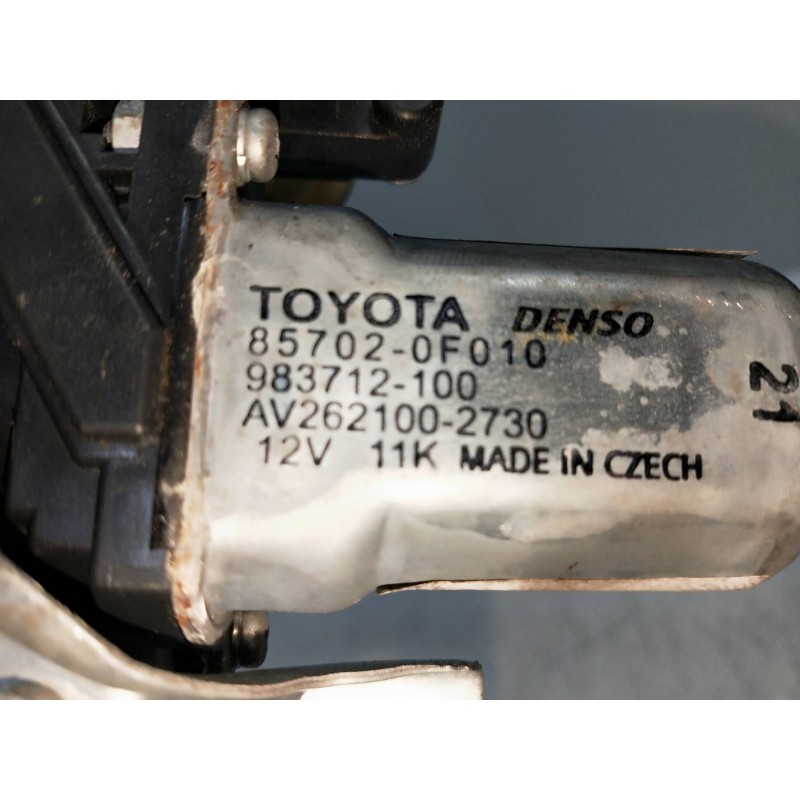 TOYOTA DENSO
85702-0F010
983712-100
AV262100-2730
12V 11K MADE IN CZECH
21